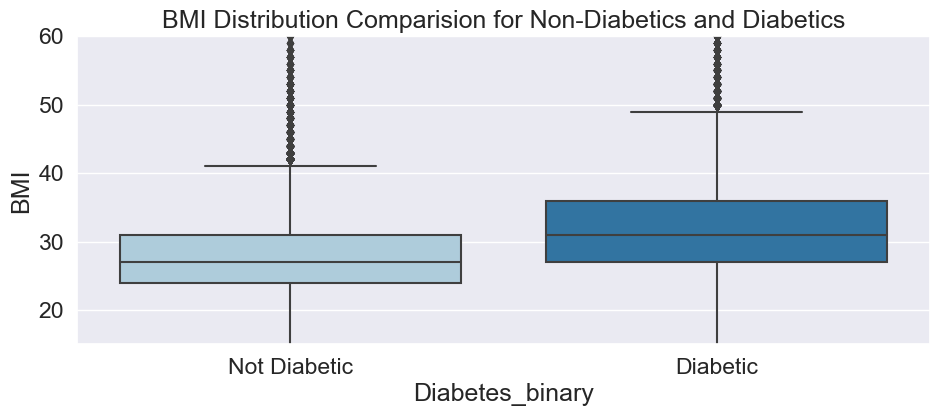 BMI Distribution Comparision for Non-Diabetics and Diabetics
60
50
40
30
20
BMI
Not Diabetic
Diabetic
Diabetes_binary